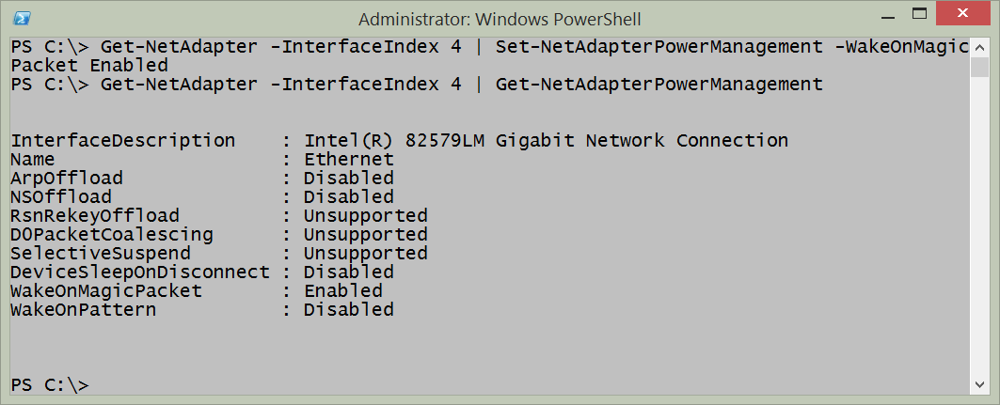 Administrator: Windows PowerShell
PS C:\> Get-NetAdapter -InterfaceIndex 4 | Set-NetAdapterPowerManagement -WakeOnMagic
Packet Enabled
PS C:\> Get-NetAdapter -InterfaceIndex 4 | Get-NetAdapterPowerManagement
InterfaceDescription    : Intel(R) 82579LM Gigabit Network Connection
Name                    : Ethernet
ArpOffload              : Disabled
NSOffload               : Disabled
RsnRekeyOffload         : Unsupported
D0PacketCoalescing      : Unsupported
SelectiveSuspend        : Unsupported
DeviceSleepOnDisconnect : Disabled
WakeOnMagicPacket       : Enabled
WakeOnPattern           : Disabled
PS C:\>